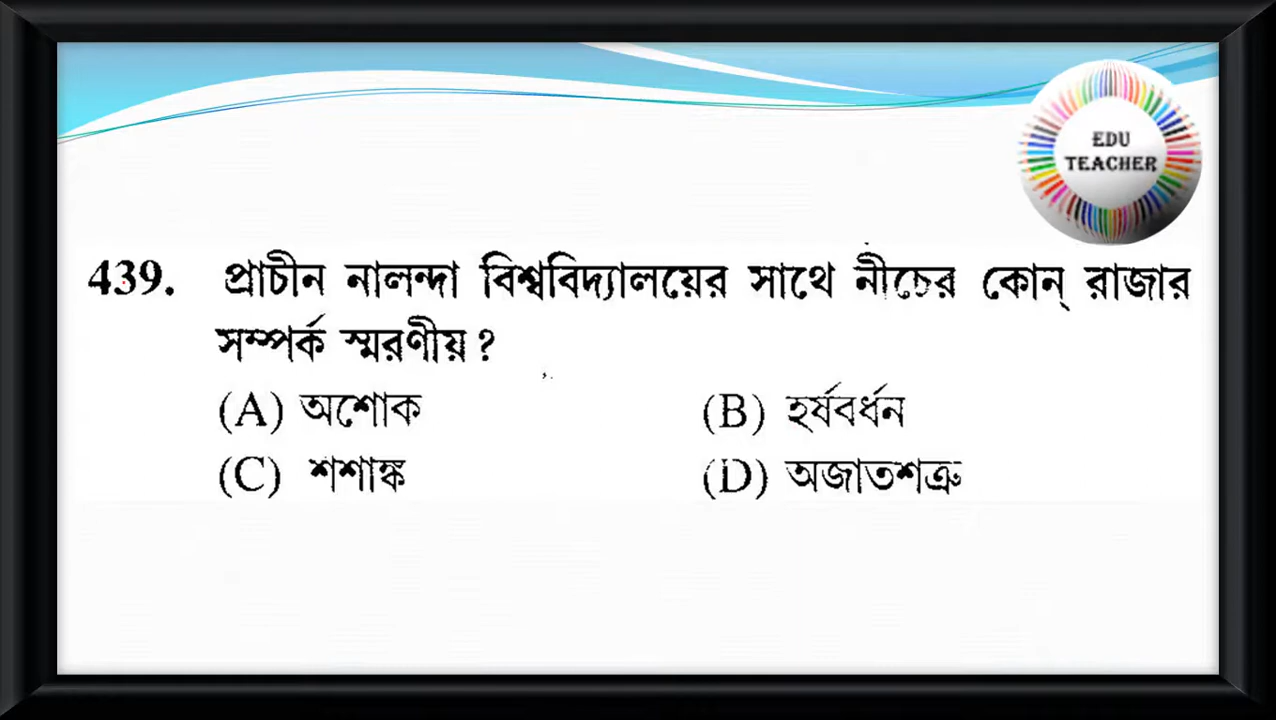 EDU
TEACHER
439. প্রাচীন নালন্দা বিশ্ববিদ্যালয়ের সাথে নীচের কোন্ রাজার
সম্পর্ক স্মরণীয় ?
(A) অশোক (B) হর্ষবর্ধন
(C) শশাঙ্ক (D) অজাতশত্রু